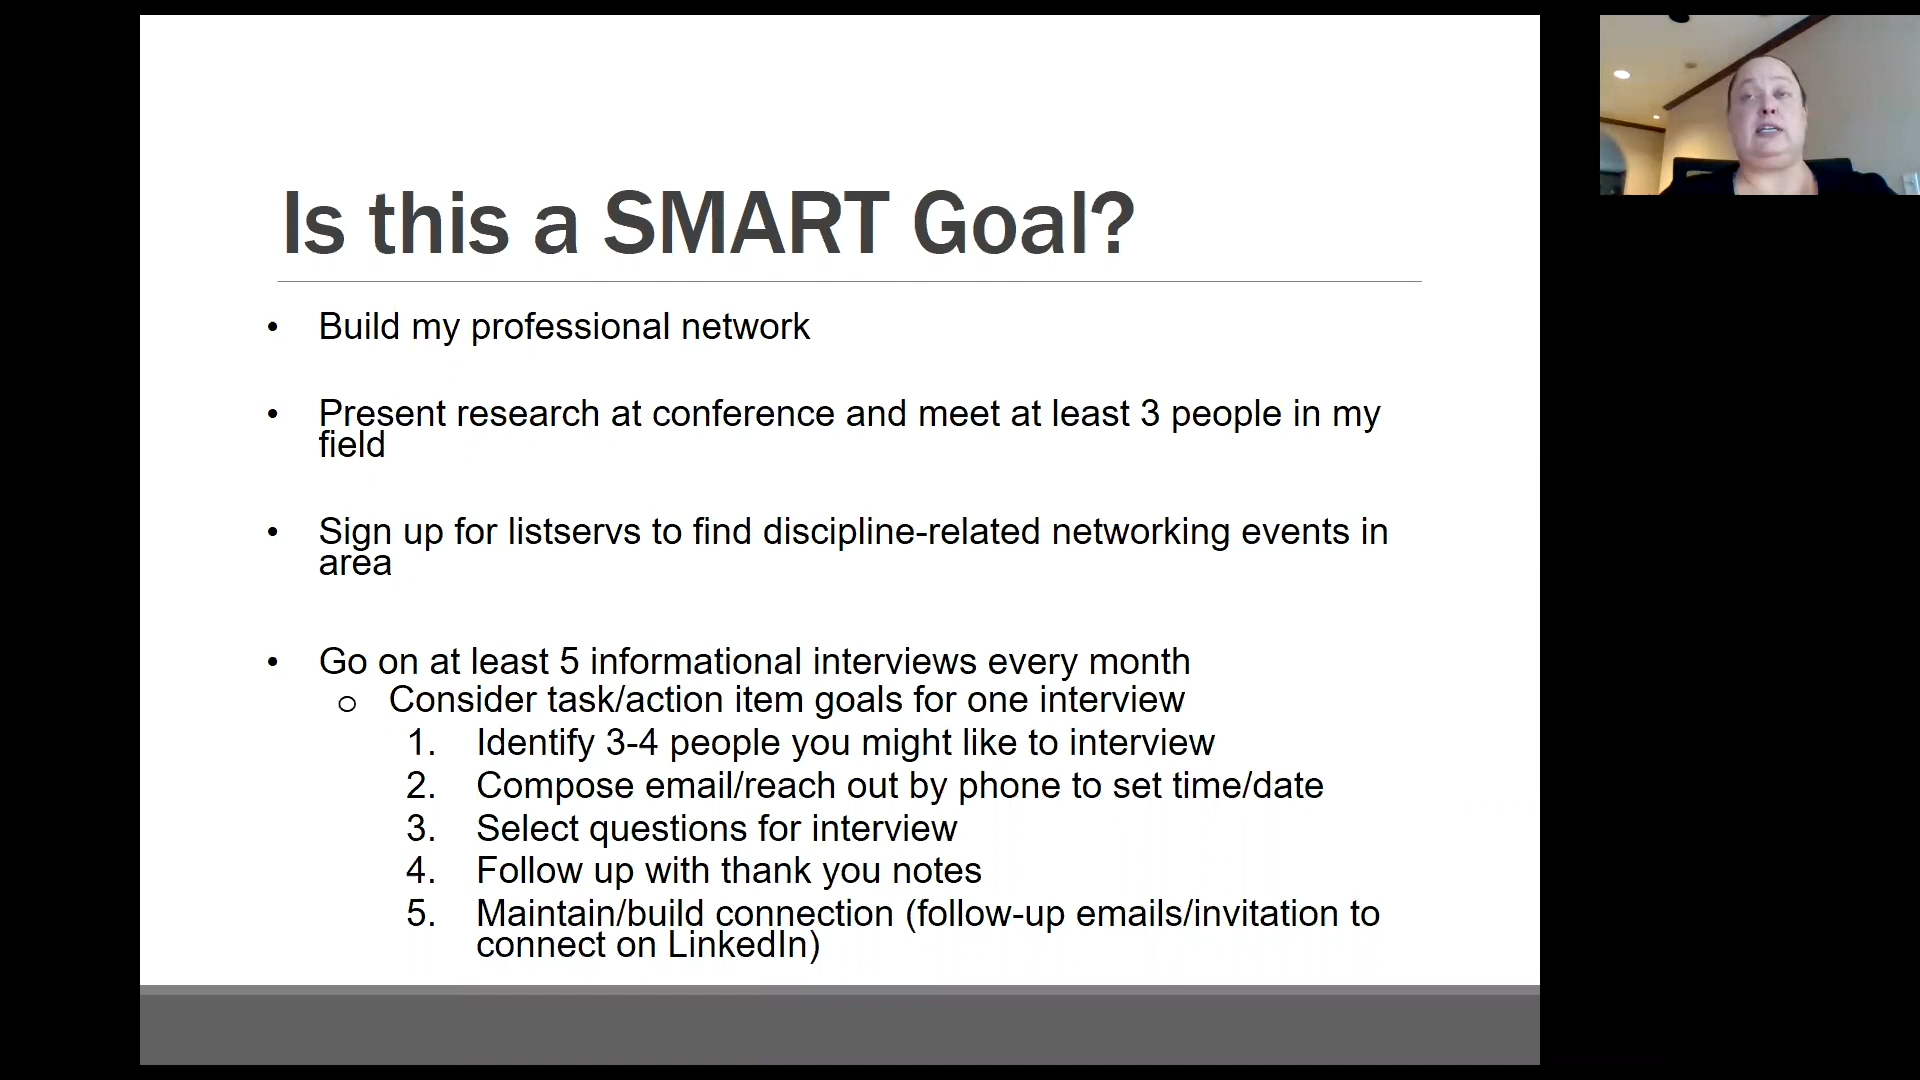 Is this a SMART Goal?
• Build my professional network
• Present research at conference and meet at least 3 people in my
field
• Sign up for listservs to find discipline-related networking events in
area
• Go on at least 5 informational interviews every month
o Consider task/action item goals for one interview
1. Identify 3-4 people you might like to interview
2. Compose email/reach out by phone to set time/date
3. Select questions for interview
4. Follow up with thank you notes
5. Maintain/build connection (follow-up emails/invitation to
connect on LinkedIn)